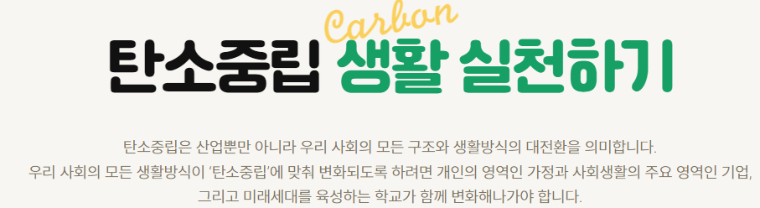 Carbon
탄소중립 생활 실천하기
탄소중립은 산업뿐만 아니라 우리 사회의 모든 구조와 생활방식의 대전환을 의미합니다.
우리 사회의 모든 생활방식이 '탄소중립'에 맞춰 변화되도록 하려면 개인의 영역인 가정과 사회생활의 주요 영역인 기업,
그리고 미래세대를 육성하는 학교가 함께 변화해나가야 합니다.